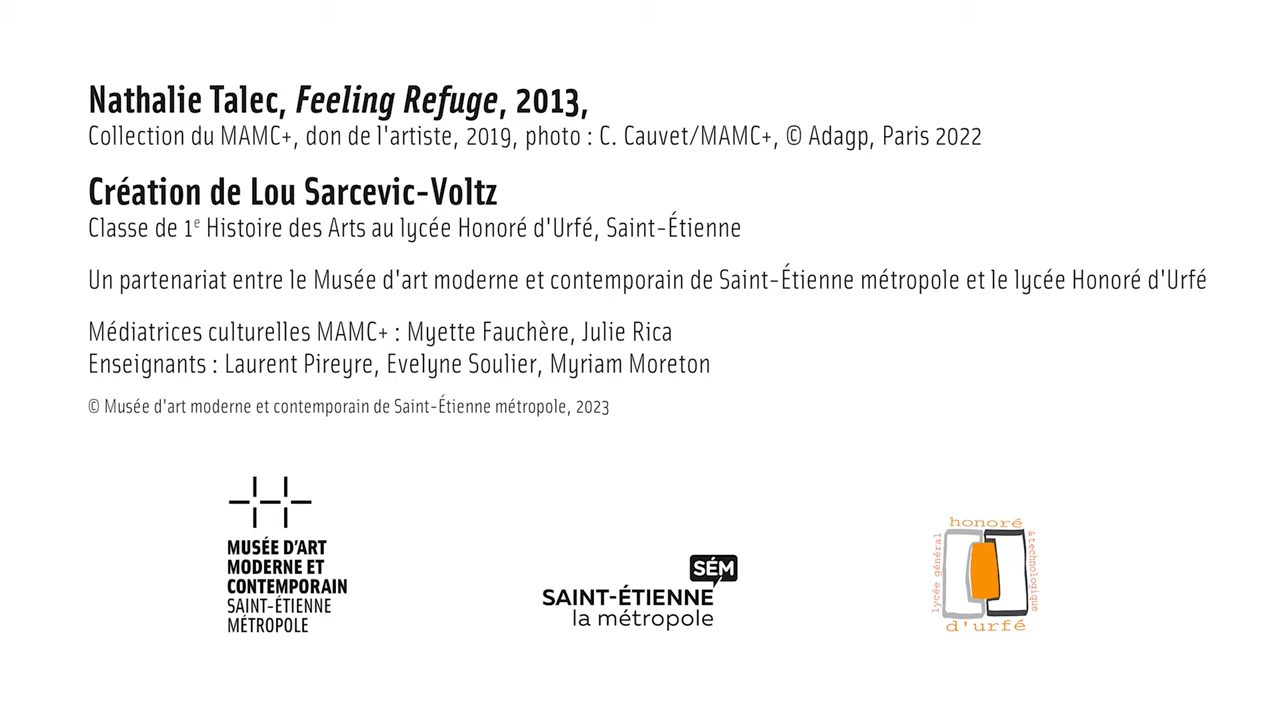 Nathalie Talec, Feeling Refuge, 2013,
Collection du MAMC+, don de l'artiste, 2019, photo : C. Cauvet/MAMC+, © Adagp, Paris 2022
Création de Lou Sarcevic-Voltz
Classe de 1e Histoire des Arts au lycée Honoré d'Urfé, Saint-Étienne
Un partenariat entre le Musée d'art moderne et contemporain de Saint-Étienne métropole et le lycée Honoré d'Urfé
Médiatrices culturelles MAMC+ : Myette Fauchère, Julie Rica
Enseignants : Laurent Pireyre, Evelyne Soulier, Myriam Moreton
© Musée d'art moderne et contemporain de Saint-Étienne métropole, 2023
MUSÉE D'ART
MODERNE ET
CONTEMPORAIN
SAINT-ÉTIENNE
MÉTROPOLE
SÉM
SAINT-ÉTIENNE
la métropole
honoré
lycée général
&technologique
d'urfé